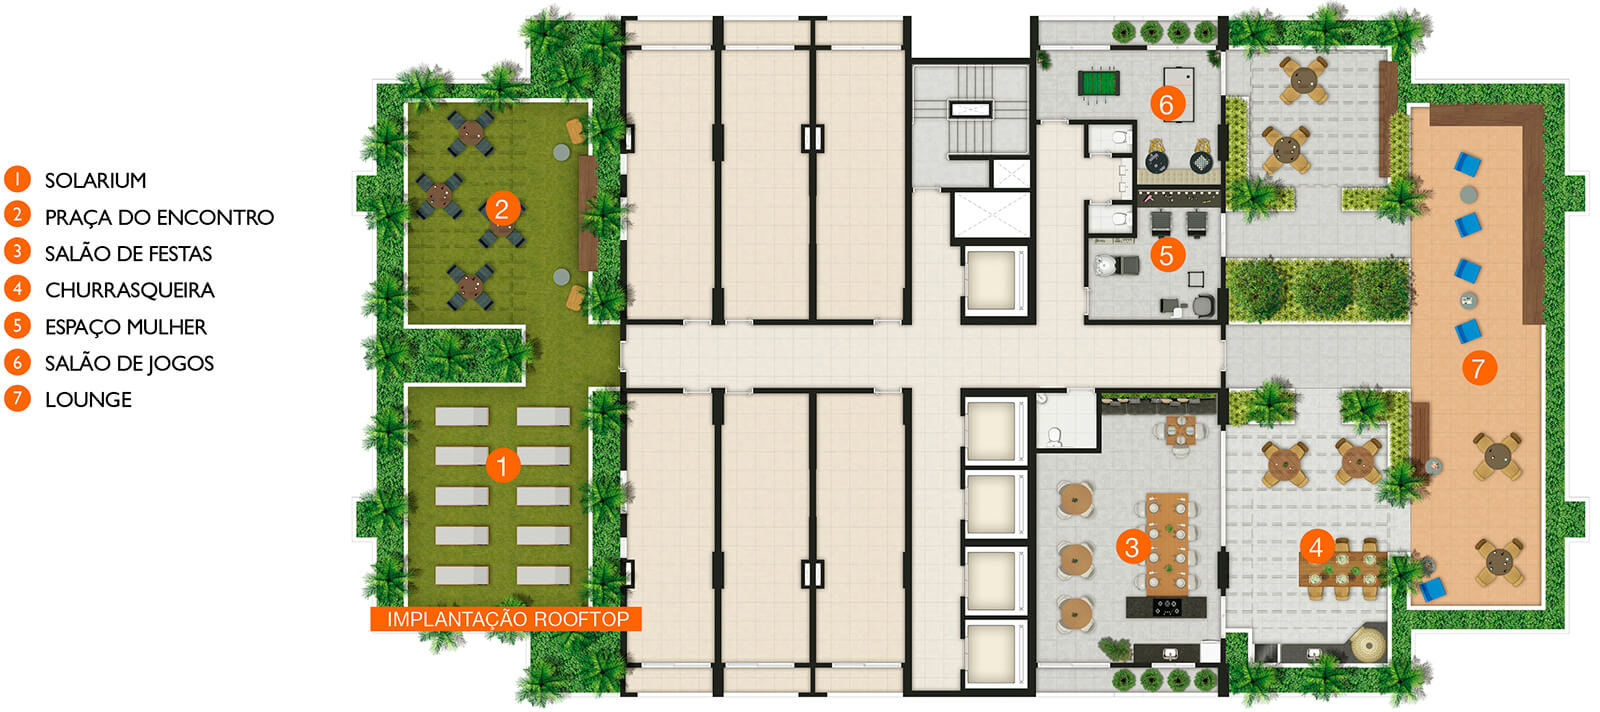 1 SOLARIUM
2 PRAÇA DO ENCONTRO
3 SALÃO DE FESTAS
4 CHURRASQUEIRA
5 ESPAÇO MULHER
6 SALÃO DE JOGOS
7 LOUNGE
6
2
5
7
1
3
4
IMPLANTAÇÃO ROOFTOP